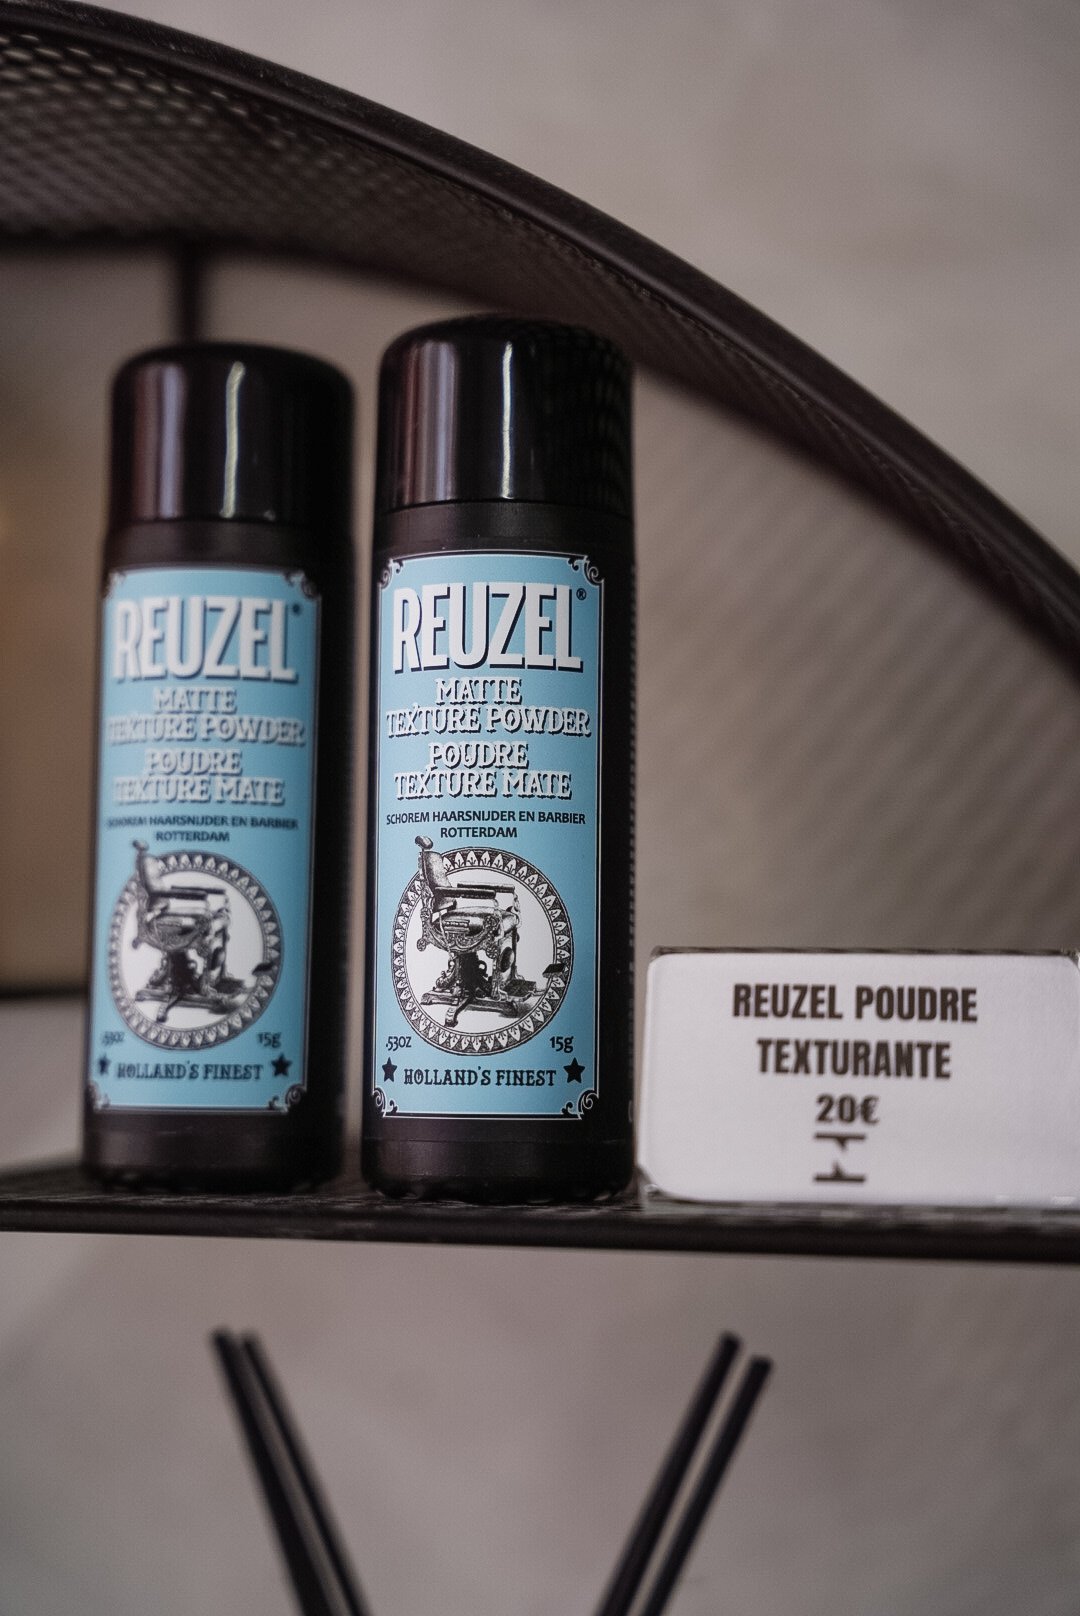 REUZEL®
MATTE
TEXTURE POWDER
POUDRE
TEXTURE MATE
SCHOREM HAARSNIJDER EN BARBIER
ROTTERDAM
.53OZ 15g
HOLLAND'S FINEST
REUZEL®
MATTE
TEXTURE POWDER
POUDRE
TEXTURE MATE
SCHOREM HAARSNIJDER EN BARBIER
ROTTERDAM
.53OZ 15g
HOLLAND'S FINEST
REUZEL POUDRE
TEXTURANTE
20€